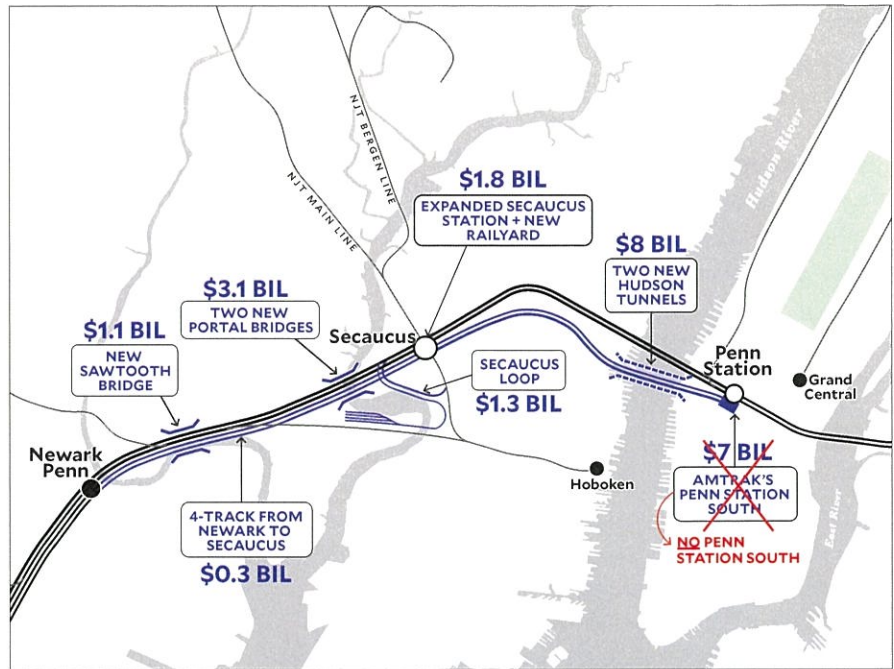 NJT BERGEN LINE
NJT MAIN LINE
Hudson River
$1.8 BIL
EXPANDED SECAUCUS
STATION + NEW
RAILYARD
$8 BIL
TWO NEW
HUDSON
TUNNELS
$3.1 BIL
TWO NEW
PORTAL BRIDGES
$1.1 BIL
NEW
SAWTOOTH
BRIDGE
Secaucus
Penn
Station
Grand
Central
SECAUCUS
LOOP
$1.3 BIL
Newark
Penn
Hoboken
$7 BIL
AMTRAK'S
PENN STATION
SOUTH
NO PENN
STATION SOUTH
4-TRACK FROM
NEWARK TO
SECAUCUS
$0.3 BIL
East River